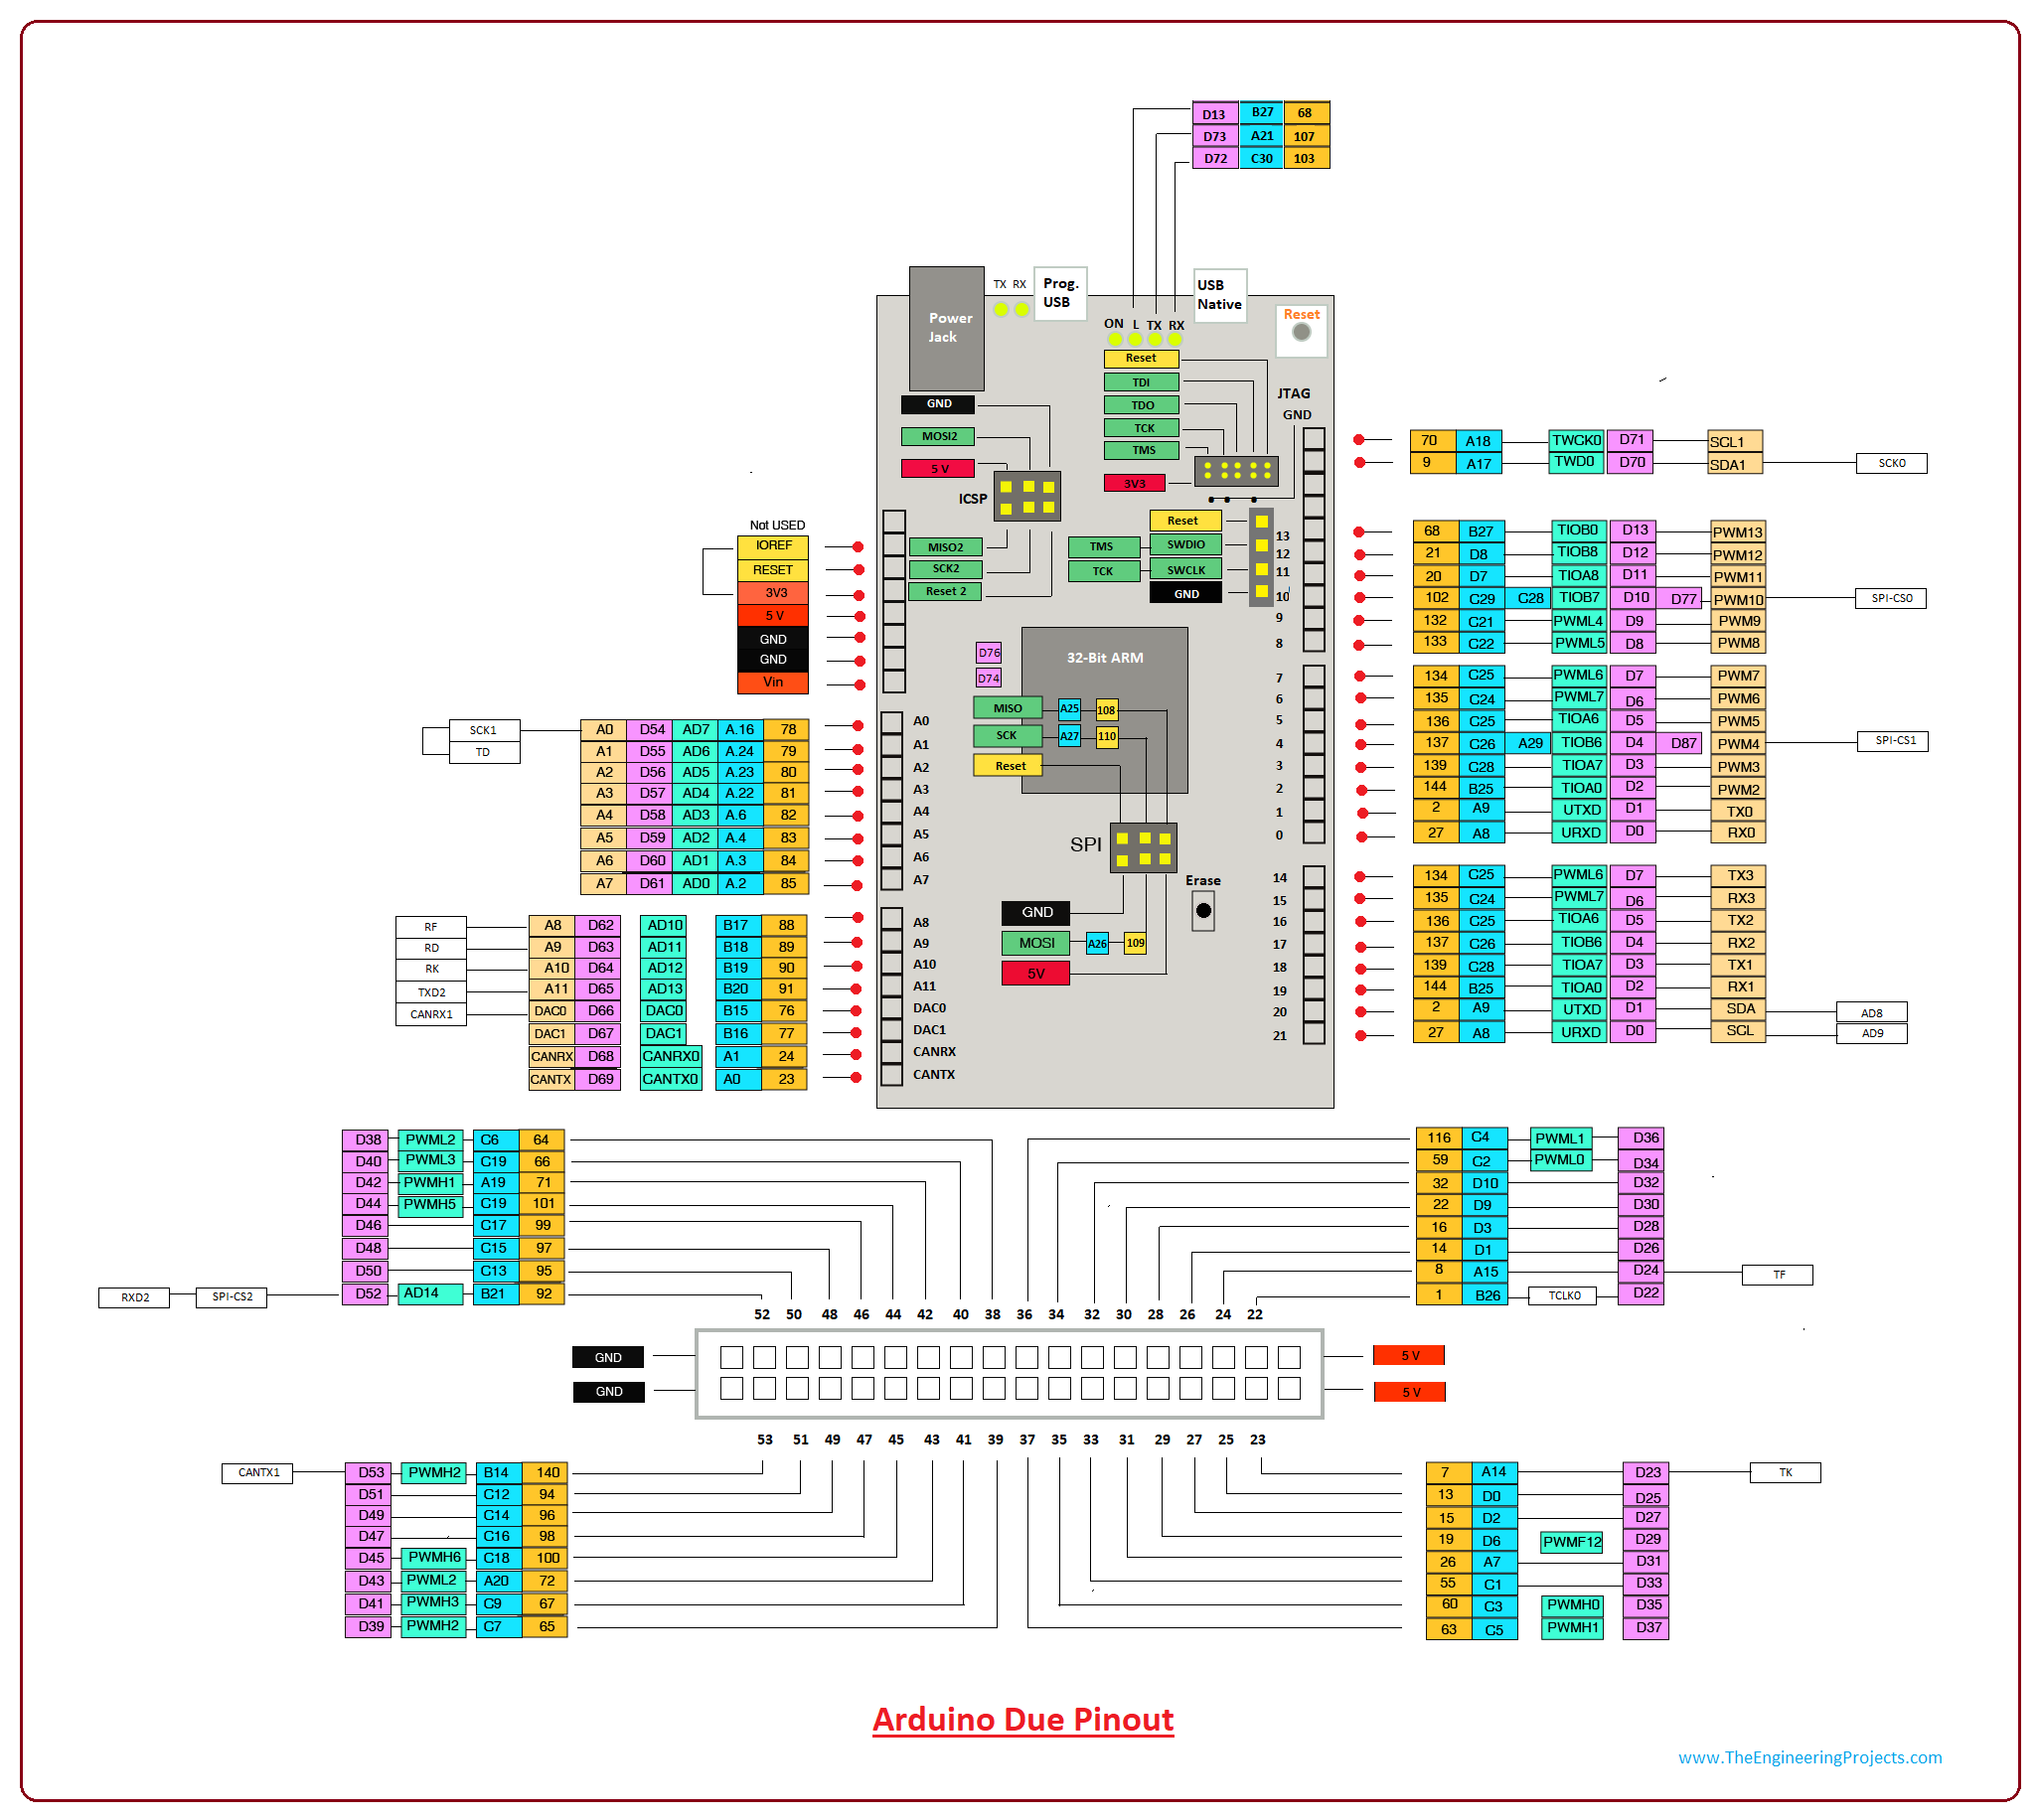 D13 B27 68
D73 A21 107
D72 C30 103
TX RX
Prog.
USB
USB
Native
Power
Jack
Reset
ON L TX RX
Reset
TDI
TDO
TCK
TMS
3V3
JTAG
GND
GND
MOSI2
5 V
ICSP
MISO2
SCK2
Reset 2
Reset
TMS SWDIO
TCK SWCLK
GND
Not USED
IOREF
RESET
3V3
5 V
GND
GND
Vin
13
12
11
10
9
8
7
6
5
4
3
2
1
0
14
15
16
17
18
19
20
21
D76
D74
32-Bit ARM
MISO A25 108
SCK A27 110
Reset
SPI
Erase
GND
MOSI A26 109
5V
A0
A1
A2
A3
A4
A5
A6
A7
A8
A9
A10
A11
DAC0
DAC1
CANRX
CANTX
70 A18 TWCK0 D71 SCL1
9 A17 TWD0 D70 SDA1 SCK0
68 B27 TIOB0 D13 PWM13
21 D8 TIOB8 D12 PWM12
20 D7 TIOA8 D11 PWM11
102 C29 C28 TIOB7 D10 D77 PWM10 SPI-CS0
132 C21 PWML4 D9 PWM9
133 C22 PWML5 D8 PWM8
134 C25 PWML6 D7 PWM7
135 C24 PWML7 D6 PWM6
136 C25 TIOA6 D5 PWM5
137 C26 A29 TIOB6 D4 D87 PWM4 SPI-CS1
139 C28 TIOA7 D3 PWM3
144 B25 TIOA0 D2 PWM2
2 A9 UTXD D1 TX0
27 A8 URXD D0 RX0
134 C25 PWML6 D7 TX3
135 C24 PWML7 D6 RX3
136 C25 TIOA6 D5 TX2
137 C26 TIOB6 D4 RX2
139 C28 TIOA7 D3 TX1
144 B25 TIOA0 D2 RX1
2 A9 UTXD D1 SDA AD8
27 A8 URXD D0 SCL AD9
SCK1 A0 D54 AD7 A.16 78
TD A1 D55 AD6 A.24 79
A2 D56 AD5 A.23 80
A3 D57 AD4 A.22 81
A4 D58 AD3 A.6 82
A5 D59 AD2 A.4 83
A6 D60 AD1 A.3 84
A7 D61 AD0 A.2 85
RF A8 D62 AD10 B17 88
RD A9 D63 AD11 B18 89
RK A10 D64 AD12 B19 90
TXD2 A11 D65 AD13 B20 91
CANRX1 DAC0 D66 DAC0 B15 76
DAC1 D67 DAC1 B16 77
CANRX D68 CANRX0 A1 24
CANTX D69 CANTX0 A0 23
D38 PWML2 C6 64
D40 PWML3 C19 66
D42 PWMH1 A19 71
D44 PWMH5 C19 101
D46 C17 99
D48 C15 97
D50 C13 95
RXD2 SPI-CS2 D52 AD14 B21 92
116 C4 PWML1 D36
59 C2 PWML0 D34
32 D10 D32
22 D9 D30
16 D3 D28
14 D1 D26
8 A15 D24 TF
1 B26 TCLK0 D22
52 50 48 46 44 42 40 38 36 34 32 30 28 26 24 22
GND 5 V
GND 5 V
53 51 49 47 45 43 41 39 37 35 33 31 29 27 25 23
CANTX1 D53 PWMH2 B14 140
D51 C12 94
D49 C14 96
D47 C16 98
D45 PWMH6 C18 100
D43 PWML2 A20 72
D41 PWMH3 C9 67
D39 PWMH2 C7 65
7 A14 D23 TK
13 D0 D25
15 D2 D27
19 D6 PWMF12 D29
26 A7 D31
55 C1 D33
60 C3 PWMH0 D35
63 C5 PWMH1 D37
Arduino Due Pinout
www.TheEngineeringProjects.com